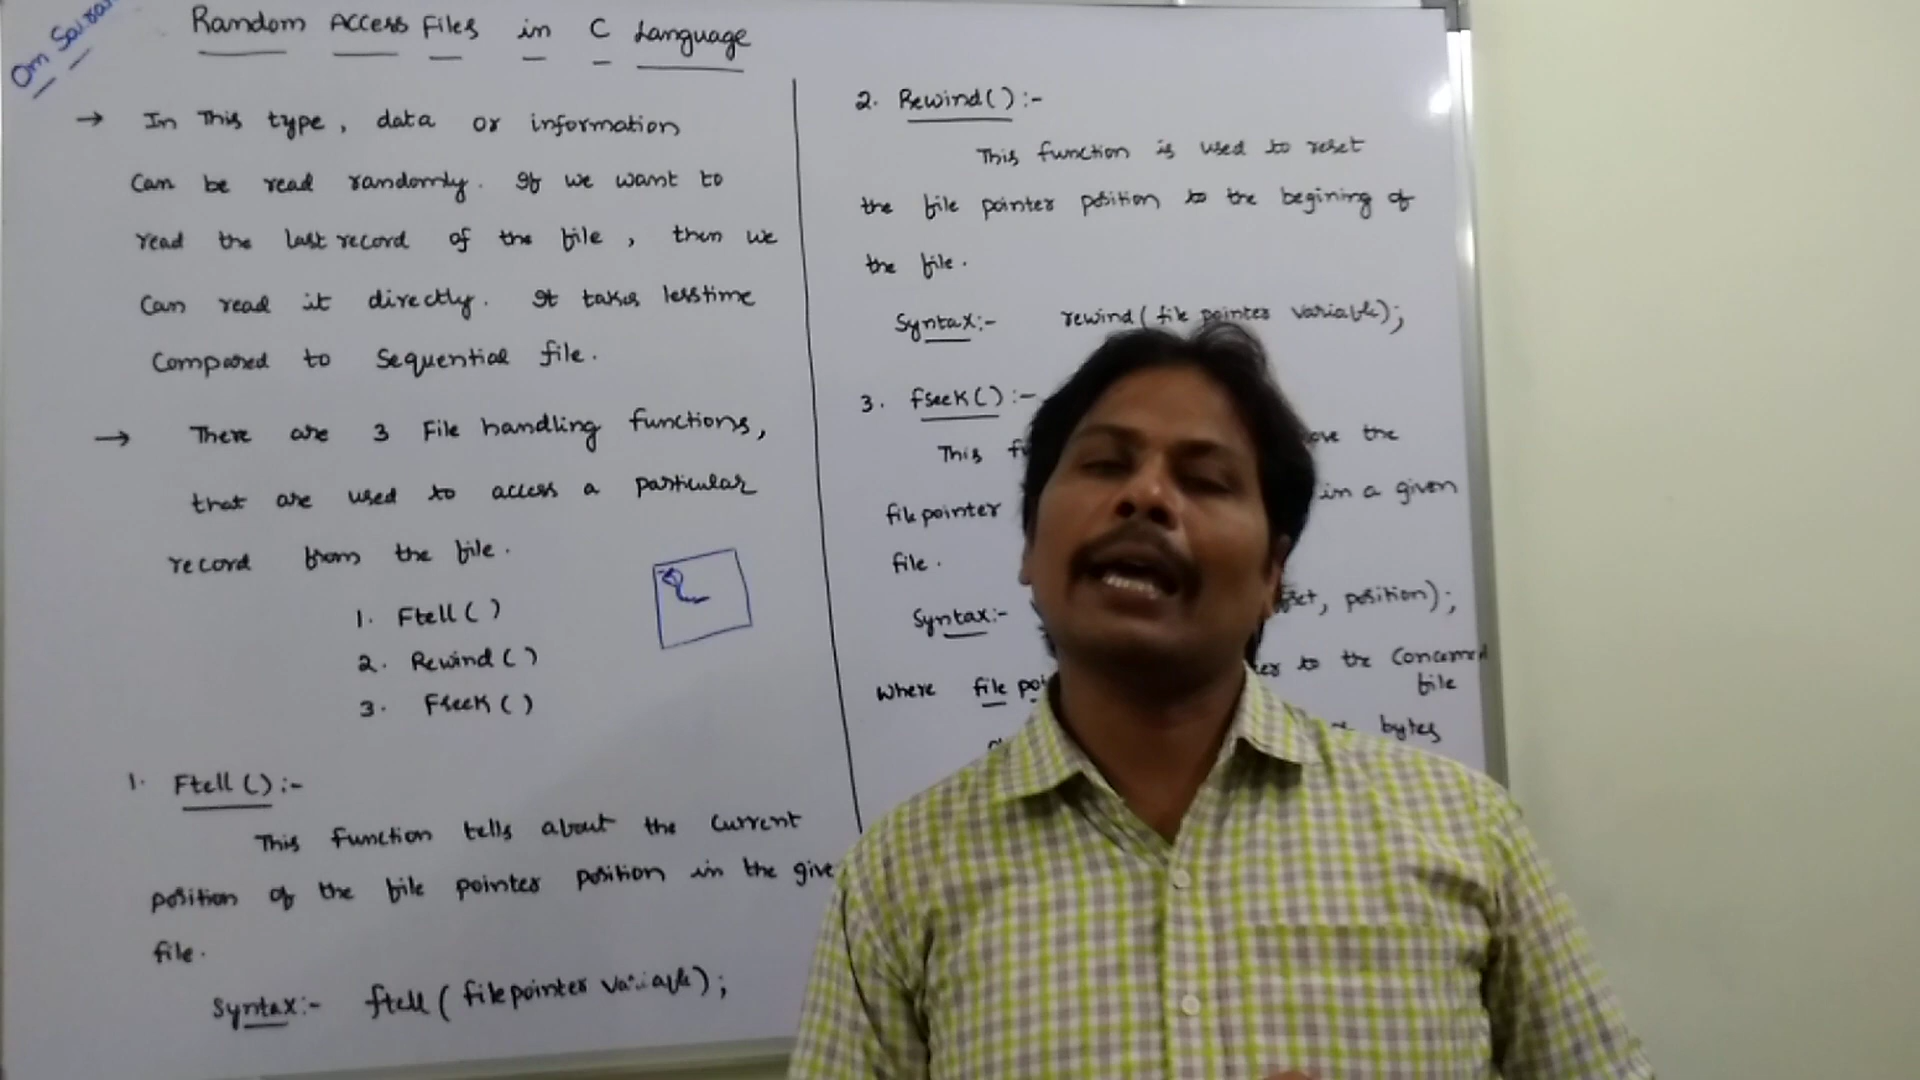 Om Sairam
Random Access Files in C Language
→ In This type, data or information
Can be read randomly. If we want to
read the last record of the file, then we
Can read it directly. It takes less time
Compared to Sequential file.
→ There are 3 File handling functions,
that are used to access a particular
record from the file.
1. Ftell ( )
2. Rewind ( )
3. Fseek ( )
1. Ftell ( ) :-
This function tells about the current
position of the file pointer position in the give
file.
Syntax:- ftell ( filepointer variable);
2. Rewind( ) :-
This function is used to reset
the file pointer position to the begining of
the file.
Syntax:- rewind ( file pointer variable);
3. fseek ( ) :-
This ove the
file pointer in a given
file.
Syntax:- position);
Where file to the Concerned
file
bytes